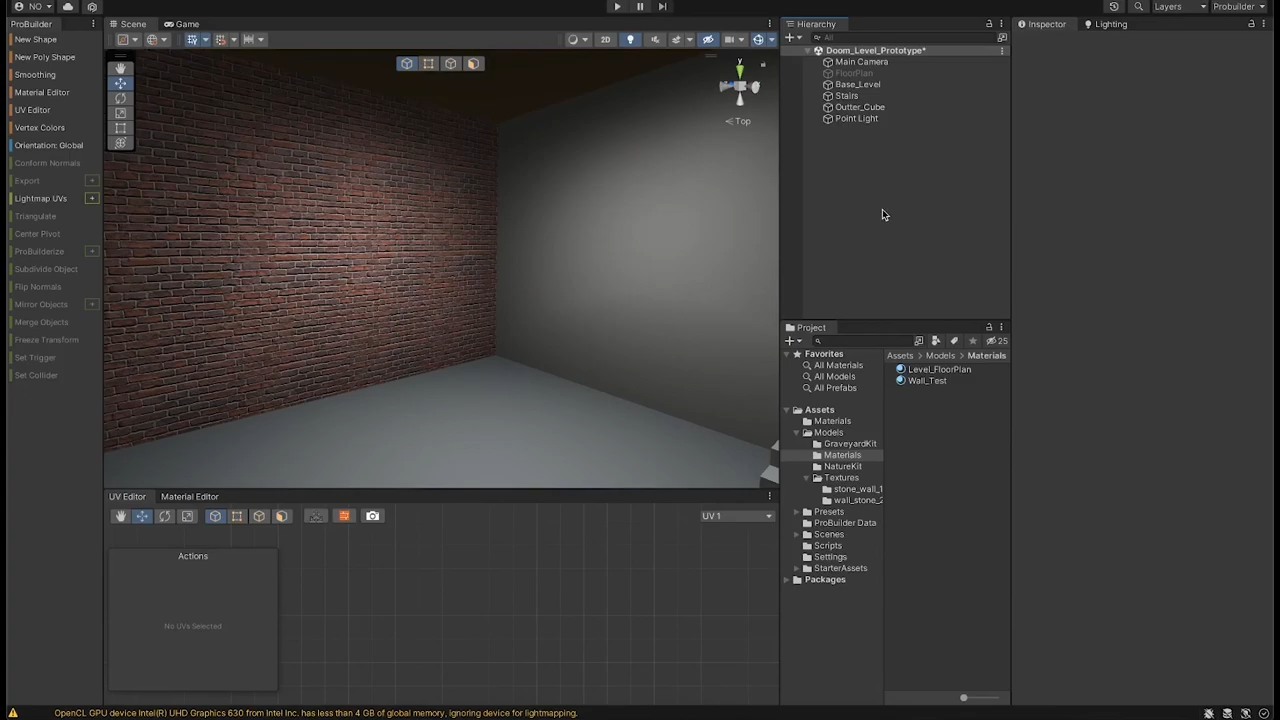 NO
Layers
Probuilder
ProBuilder
Scene
Game
Hierarchy
Inspector
Lighting
New Shape
2D
All
New Poly Shape
Doom_Level_Prototype*
Smoothing
Main Camera
FloorPlan
Material Editor
Base_Level
Stairs
UV Editor
Outter_Cube
Point Light
Vertex Colors
y
Top
Orientation: Global
Conform Normals
Export
Lightmap UVs
Triangulate
Center Pivot
ProBuilderize
Subdivide Object
Flip Normals
Mirror Objects
Merge Objects
Freeze Transform
Set Trigger
Set Collider
Project
25
Favorites
All Materials
All Models
All Prefabs
Assets
Materials
Models
GraveyardKit
Materials
NatureKit
Textures
stone_wall_1
wall_stone_2
Presets
ProBuilder Data
Scenes
Scripts
Settings
StarterAssets
Packages
Assets
Models
Materials
Level_FloorPlan
Wall_Test
UV Editor
Material Editor
UV 1
Actions
No UVs Selected
OpenCL GPU device Intel(R) UHD Graphics 630 from Intel Inc. has less than 4 GB of global memory, ignoring device for lightmapping.